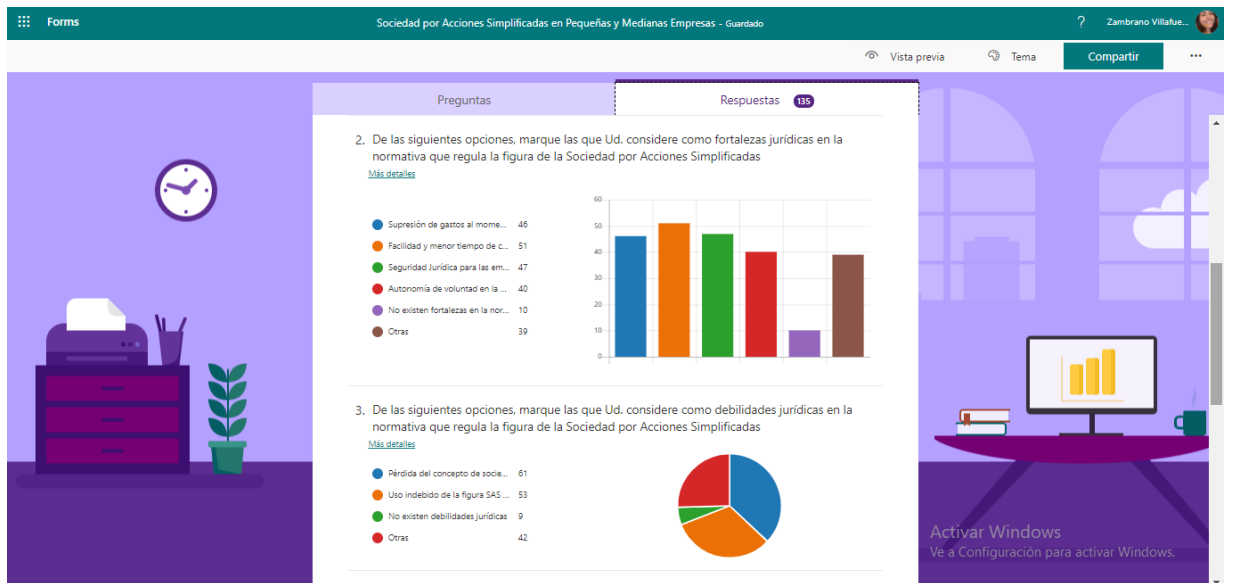 Forms
Sociedad por Acciones Simplificadas en Pequeñas y Medianas Empresas - Guardado
?
Zambrano Villafue...
Vista previa
Tema
Compartir
...
Preguntas
Respuestas 135
2. De las siguientes opciones, marque las que Ud. considere como fortalezas jurídicas en la
normativa que regula la figura de la Sociedad por Acciones Simplificadas
Más detalles
Supresión de gastos al mome... 46
Facilidad y menor tiempo de c... 51
Seguridad Jurídica para las em... 47
Autonomía de voluntad en la ... 40
No existen fortalezas en la nor... 10
Otras 39
60
50
40
30
20
10
0
3. De las siguientes opciones, marque las que Ud. considere como debilidades jurídicas en la
normativa que regula la figura de la Sociedad por Acciones Simplificadas
Más detalles
Pérdida del concepto de socie... 61
Uso indebido de la figura SAS ... 53
No existen debilidades jurídicas 9
Otras 42
Activar Windows
Ve a Configuración para activar Windows.